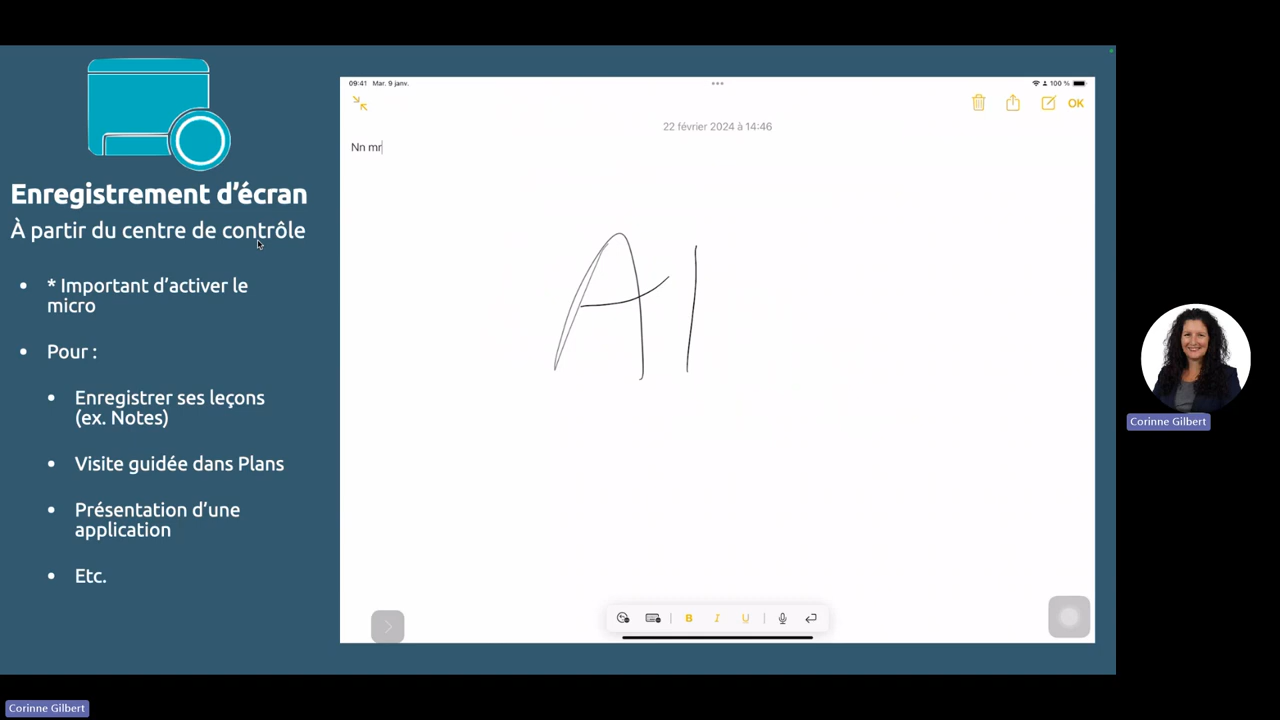 Enregistrement d'écran
À partir du centre de contrôle
• * Important d'activer le
micro
• Pour :
• Enregistrer ses leçons
(ex. Notes)
• Visite guidée dans Plans
• Présentation d'une
application
• Etc.
09:41 Mar. 9 janv.
100 %
OK
22 février 2024 à 14:46
Nn mr
A I
B I U
Corinne Gilbert
Corinne Gilbert